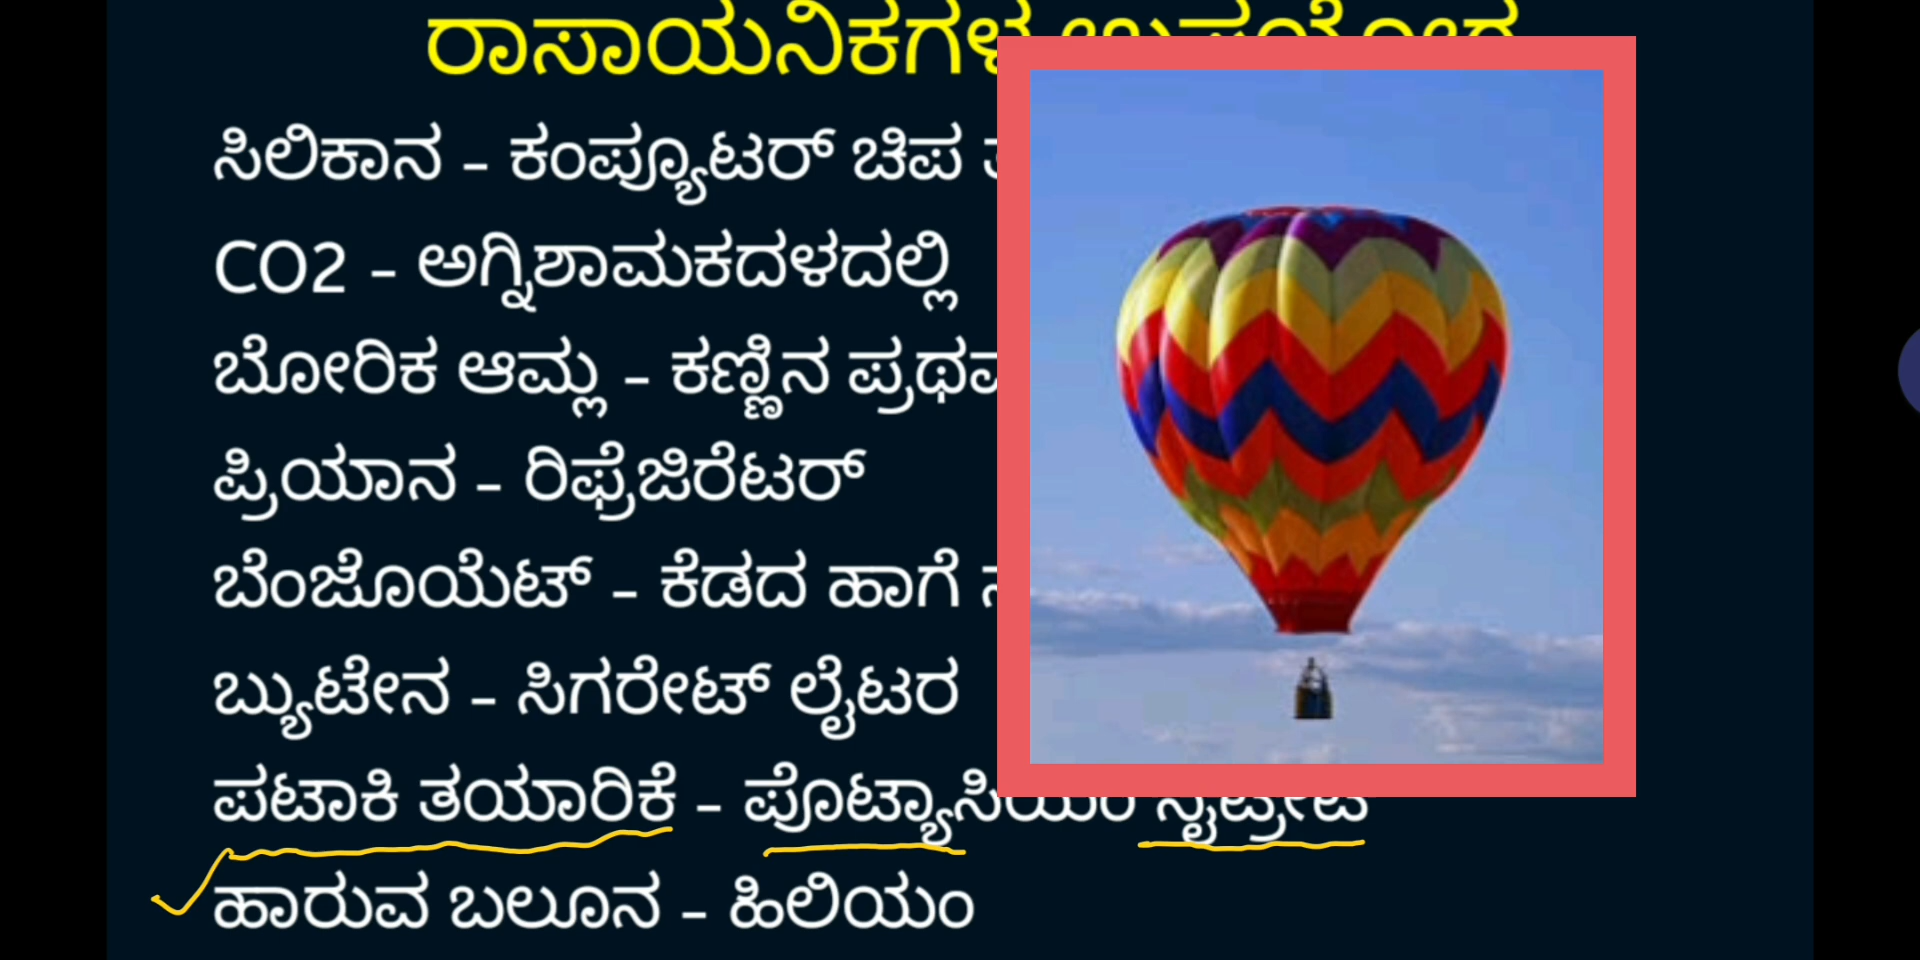 ರಾಸಾಯನಿಕಗಳ
ಸಿಲಿಕಾನ - ಕಂಪ್ಯೂಟರ್ ಚಿಪ
CO2 - ಅಗ್ನಿಶಾಮಕದಳದಲ್ಲಿ
ಬೋರಿಕ ಆಮ್ಲ - ಕಣ್ಣಿನ
ಪ್ರಿಯಾನ - ರಿಫ್ರೆಜಿರೆಟರ್
ಬೆಂಜೊಯೆಟ್ - ಕೆಡದ ಹಾಗೆ
ಬ್ಯುಟೇನ - ಸಿಗರೇಟ್ ಲೈಟರ
ಪಟಾಕಿ ತಯಾರಿಕೆ - ಪೊಟ್ಯಾಸಿಯಂ ನೈಟ್ರೇಟ
ಹಾರುವ ಬಲೂನ - ಹಿಲಿಯಂ